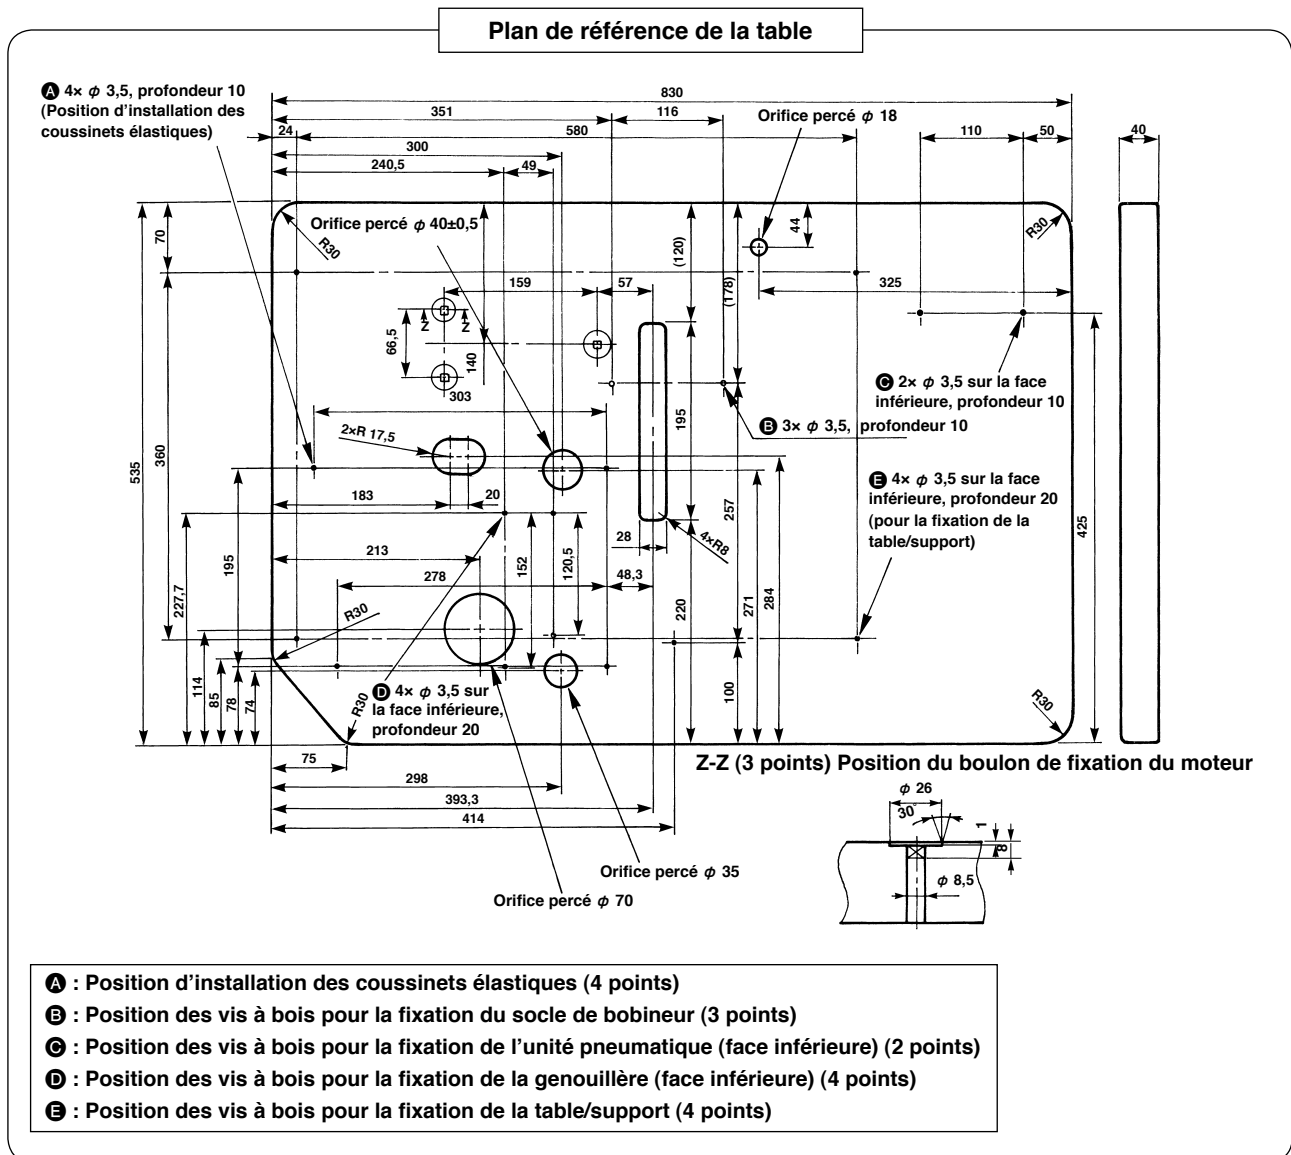 Plan de référence de la table
A 4× φ 3,5, profondeur 10
(Position d’installation des
coussinets élastiques)
830
351
116
Orifice percé φ 18
24
580
110
50
40
300
240,5
49
Orifice percé φ 40±0,5
R30
R30
70
44
(120)
(178)
325
159
57
Z
Z
66,5
140
303
C 2× φ 3,5 sur la face
inférieure, profondeur 10
B 3× φ 3,5, profondeur 10
2×R 17,5
195
360
535
183
20
E 4× φ 3,5 sur la face
inférieure, profondeur 20
(pour la fixation de la
table/support)
257
425
28
4×R8
213
195
227,7
152
120,5
278
48,3
220
271
284
R30
114
85
78
74
R30
D 4× φ 3,5 sur
la face inférieure,
profondeur 20
100
R30
75
298
393,3
414
Z-Z (3 points) Position du boulon de fixation du moteur
φ 26
30°
1
8
φ 8,5
Orifice percé φ 35
Orifice percé φ 70
A : Position d’installation des coussinets élastiques (4 points)
B : Position des vis à bois pour la fixation du socle de bobineur (3 points)
C : Position des vis à bois pour la fixation de l’unité pneumatique (face inférieure) (2 points)
D : Position des vis à bois pour la fixation de la genouillère (face inférieure) (4 points)
E : Position des vis à bois pour la fixation de la table/support (4 points)